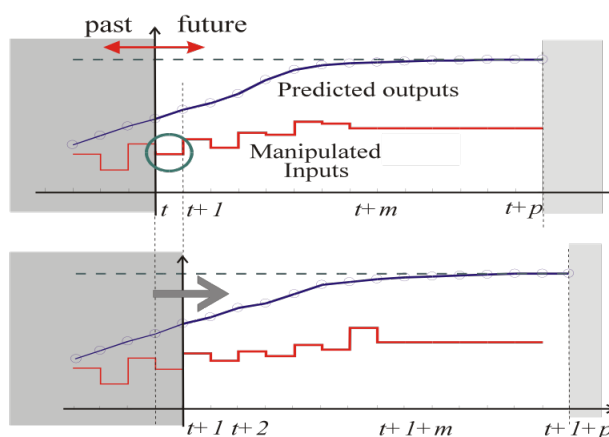 past future
Predicted outputs
Manipulated
Inputs
t t+1 t+m t+p
t+1 t+2 t+1+m t+1+p